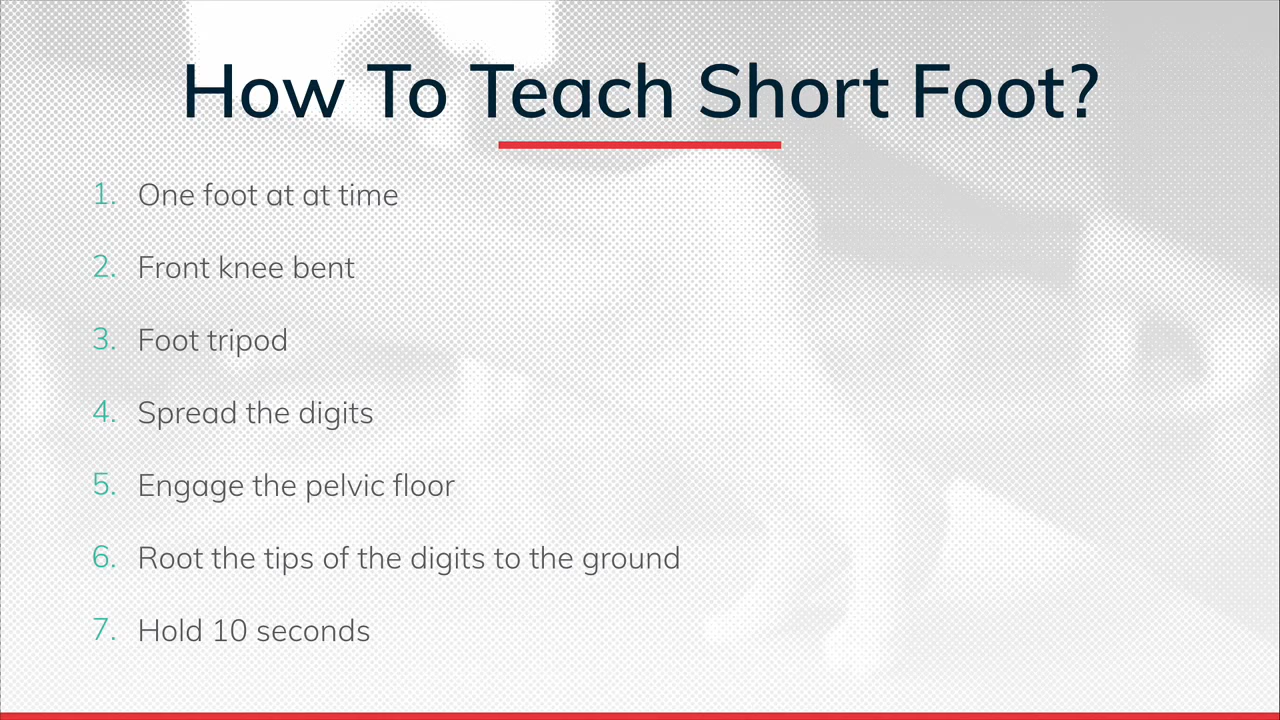 How To Teach Short Foot?
1. One foot at at time
2. Front knee bent
3. Foot tripod
4. Spread the digits
5. Engage the pelvic floor
6. Root the tips of the digits to the ground
7. Hold 10 seconds